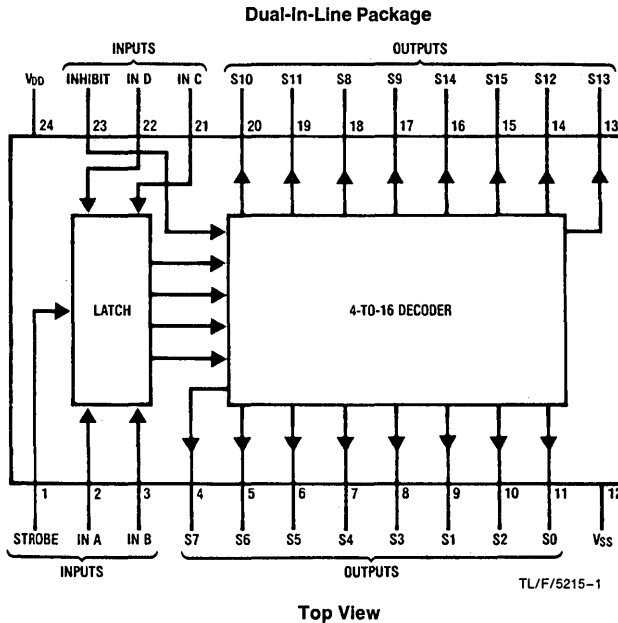 Dual-In-Line Package
INPUTS OUTPUTS
VDD INHIBIT IN D IN C S10 S11 S8 S9 S14 S15 S12 S13
24 23 22 21 20 19 18 17 16 15 14 13
LATCH 4-TO-16 DECODER
1 2 3 4 5 6 7 8 9 10 11 12
STROBE IN A IN B S7 S6 S5 S4 S3 S1 S2 S0 VSS
INPUTS OUTPUTS
TL/F/5215-1
Top View